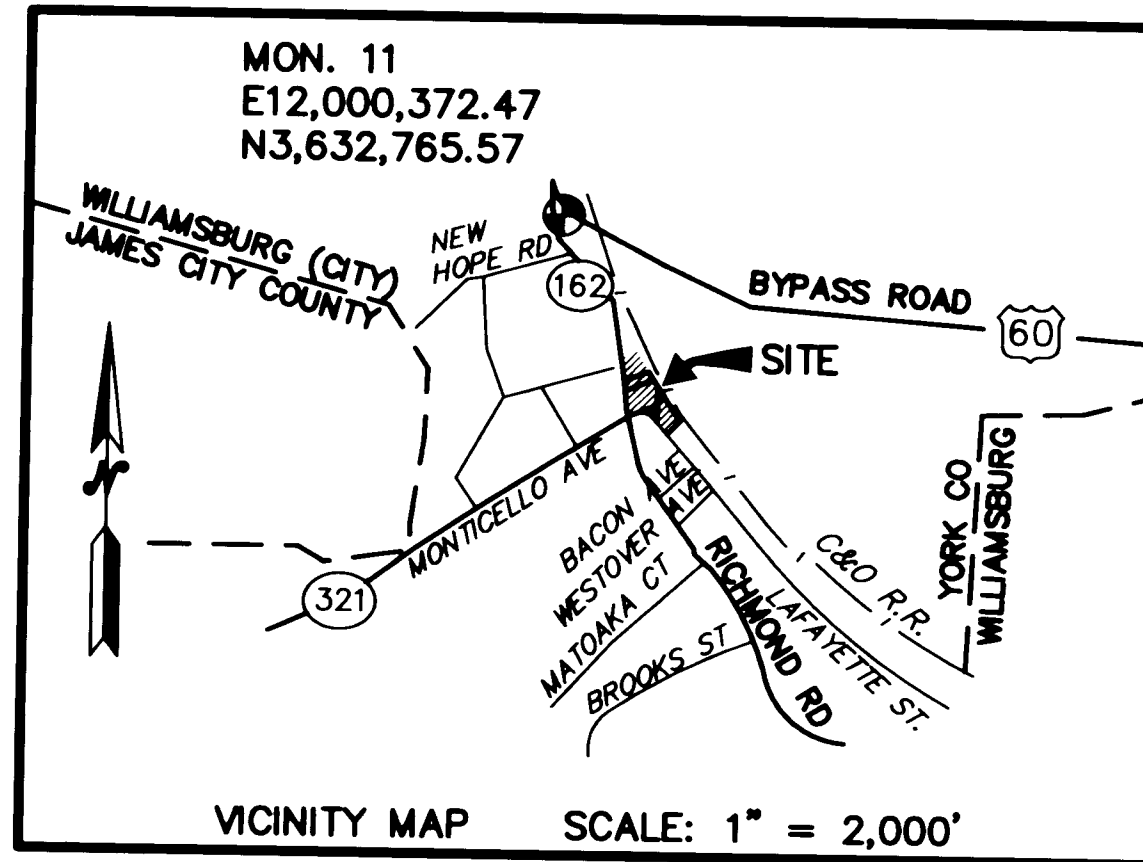 MON. 11
E12,000,372.47
N3,632,765.57
WILLIAMSBURG (CITY)
JAMES CITY COUNTY
NEW
HOPE RD
162
BYPASS ROAD
60
SITE
N
MONTICELLO AVE
321
BACON AVE
WESTOVER AVE
MATOAKA CT
BROOKS ST
RICHMOND RD
LAFAYETTE ST.
C&O R.R.
YORK CO
WILLIAMSBURG
VICINITY MAP SCALE: 1" = 2,000'